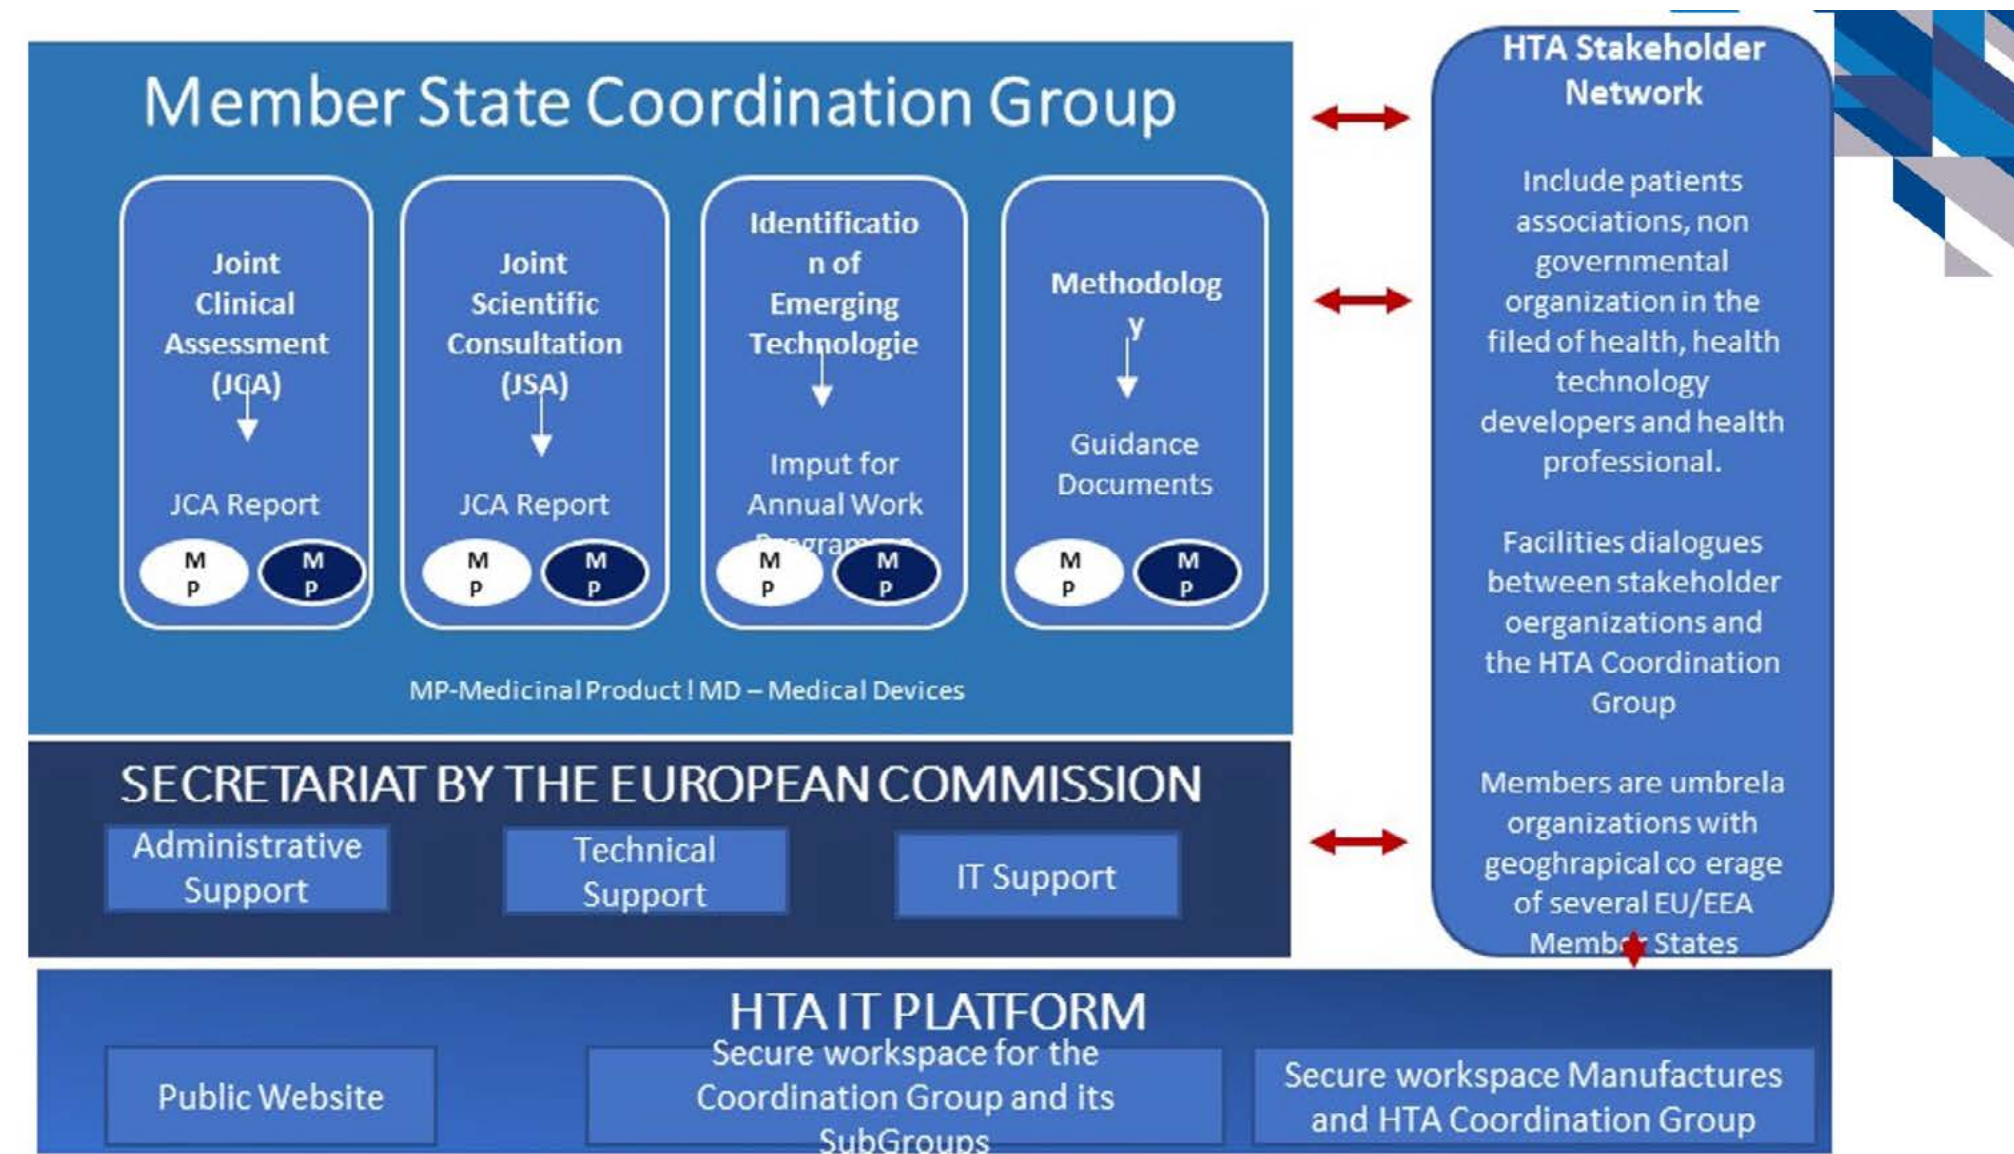 Member State Coordination Group
Joint
Clinical
Assessment
(JCA)
JCA Report
M
P
M
P
Joint
Scientific
Consultation
(JSA)
JCA Report
M
P
M
P
Identificatio
n of
Emerging
Technologie
Imput for
Annual Work
M
P
M
P
Methodolog
y
Guidance
Documents
M
P
M
P
MP-Medicinal Product ! MD – Medical Devices
HTA Stakeholder
Network
Include patients
associations, non
governmental
organization in the
filed of health, health
technology
developers and health
professional.
Facilities dialogues
between stakeholder
oerganizations and
the HTA Coordination
Group
Members are umbrela
organizations with
geoghrapical co erage
of several EU/EEA
Member States
SECRETARIAT BY THE EUROPEAN COMMISSION
Administrative
Support
Technical
Support
IT Support
HTA IT PLATFORM
Public Website
Secure workspace for the
Coordination Group and its
SubGroups
Secure workspace Manufactures
and HTA Coordination Group